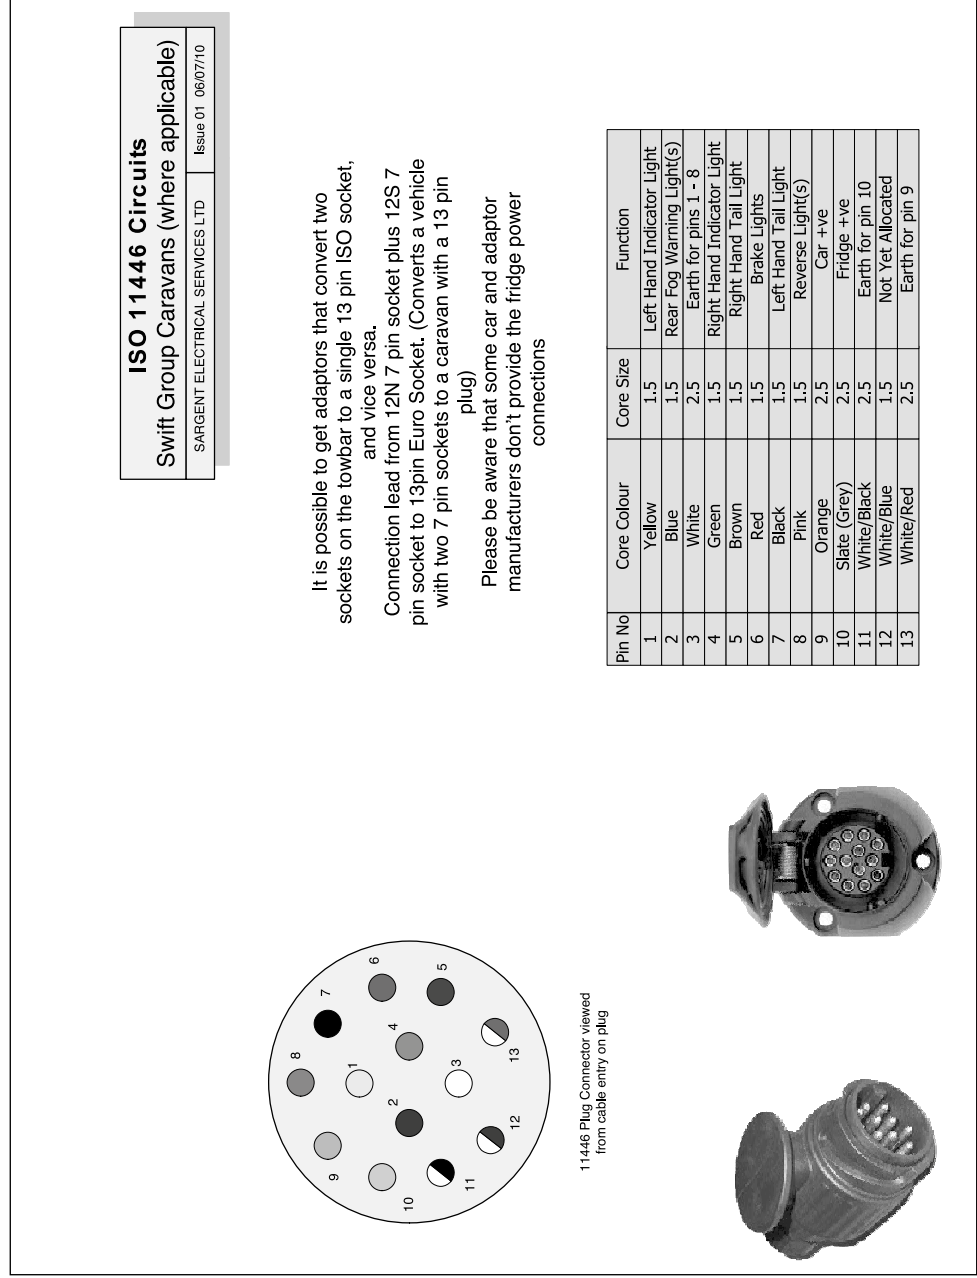 ISO 11446 Circuits
Swift Group Caravans (where applicable)
SARGENT ELECTRICAL SERVICES LTD Issue 01 06/07/10
It is possible to get adaptors that convert two
sockets on the towbar to a single 13 pin ISO socket,
and vice versa.
Connection lead from 12N 7 pin socket plus 12S 7
pin socket to 13pin Euro Socket. (Converts a vehicle
with two 7 pin sockets to a caravan with a 13 pin
plug)
Please be aware that some car and adaptor
manufacturers don't provide the fridge power
connections
Pin No Core Colour Core Size Function
1 Yellow 1.5 Left Hand Indicator Light
2 Blue 1.5 Rear Fog Warning Light(s)
3 White 2.5 Earth for pins 1 - 8
4 Green 1.5 Right Hand Indicator Light
5 Brown 1.5 Right Hand Tail Light
6 Red 1.5 Brake Lights
7 Black 1.5 Left Hand Tail Light
8 Pink 1.5 Reverse Light(s)
9 Orange 2.5 Car +ve
10 Slate (Grey) 2.5 Fridge +ve
11 White/Black 2.5 Earth for pin 10
12 White/Blue 1.5 Not Yet Allocated
13 White/Red 2.5 Earth for pin 9
8
7
9
6
1
10
2
4
5
3
11
12
13
11446 Plug Connector viewed
from cable entry on plug